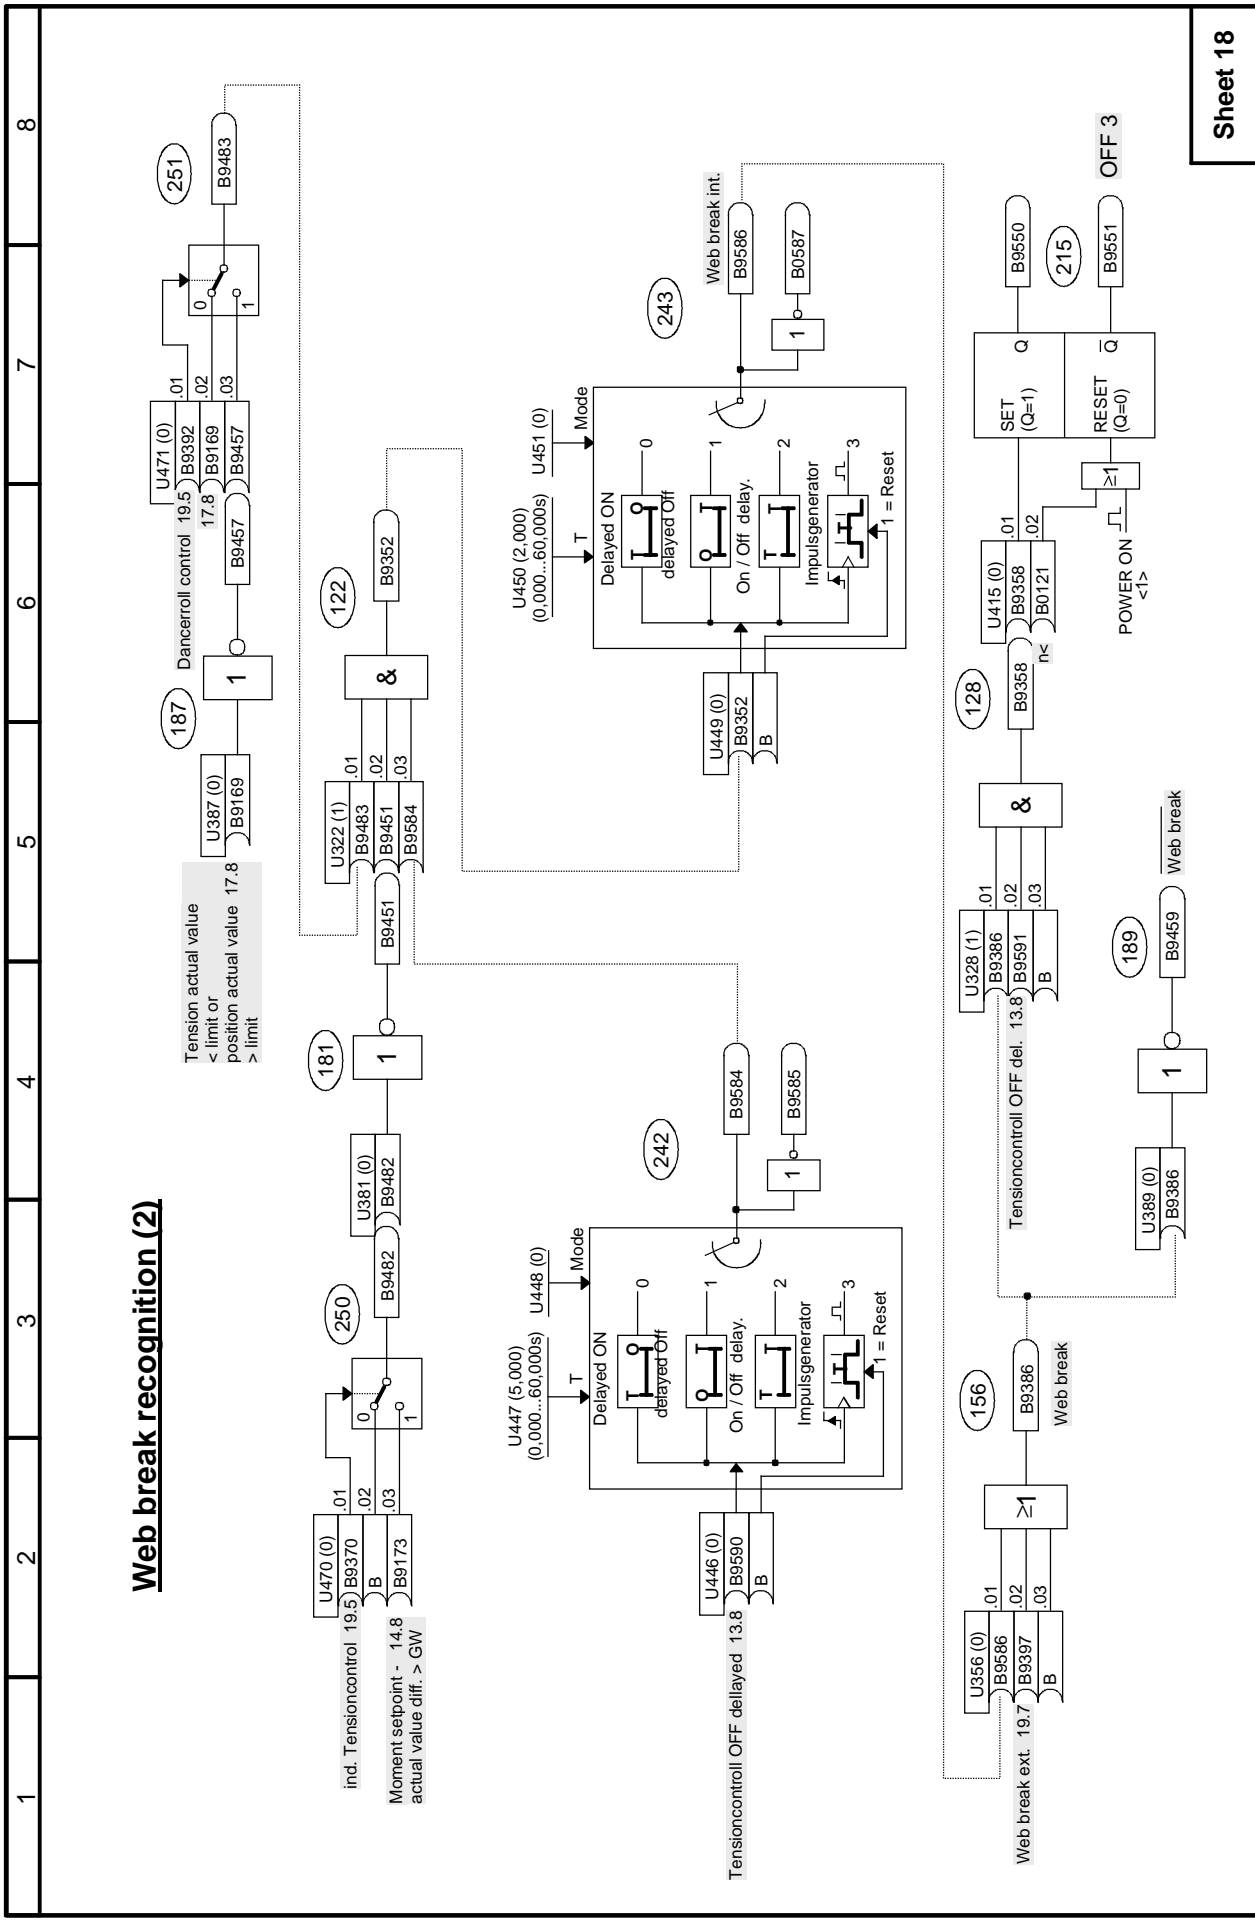 1
2
3
4
5
6
7
8
Web break recognition (2)
Tension actual value
< limit or
position actual value 17.8
> limit
187
U387 (0)
B9169
1
B9457
Dancerroll control 19.5
17.8
U471 (0)
B9392 .01
B9169 .02
B9457 .03
0
1
251
B9483
ind. Tensioncontrol 19.5
Moment setpoint - 14.8
actual value diff. > GW
U470 (0)
B9370 .01
B .02
B9173 .03
0
1
250
B9482
U381 (0)
B9482
181
1
B9451
U322 (1)
B9483 .01
B9451 .02
B9584 .03
122
&
B9352
Tensioncontroll OFF dellayed 13.8
U446 (0)
B9590
B
U447 (5,000)
(0,000...60,000s)
U448 (0)
T
Mode
Delayed ON
T O
0
delayed Off
O T
1
On / Off delay.
T T
2
Impulsgenerator
T
3
1 = Reset
242
B9584
1
B9585
U449 (0)
B9352
B
U450 (2,000)
(0,000...60,000s)
U451 (0)
T
Mode
Delayed ON
T O
0
delayed Off
O T
1
On / Off delay.
T T
2
Impulsgenerator
T
3
1 = Reset
243
Web break int.
B9586
1
B0587
Web break ext. 19.7
U356 (0)
B9586 .01
B9397 .02
B .03
≥1
156
B9386
Web break
Tensioncontroll OFF del. 13.8
U328 (1)
B9386 .01
B9591 .02
B .03
&
128
B9358
n<
U415 (0)
B9358 .01
B0121 .02
POWER ON
<1>
≥1
SET
(Q=1)
Q
RESET
(Q=0)
Q
B9550
215
B9551
OFF 3
U389 (0)
B9386
1
189
B9459
Web break
Sheet 18